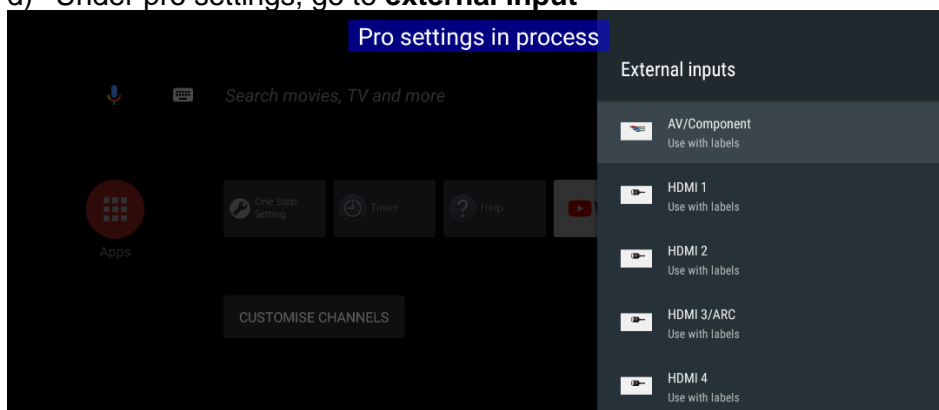 d) Under pro settings, go to external input
Pro settings in process
External inputs
Search movies, TV and more
AV/Component
Use with labels
HDMI 1
Use with labels
One Step
Setting
Timer
Help
Apps
HDMI 2
Use with labels
CUSTOMISE CHANNELS
HDMI 3/ARC
Use with labels
HDMI 4
Use with labels